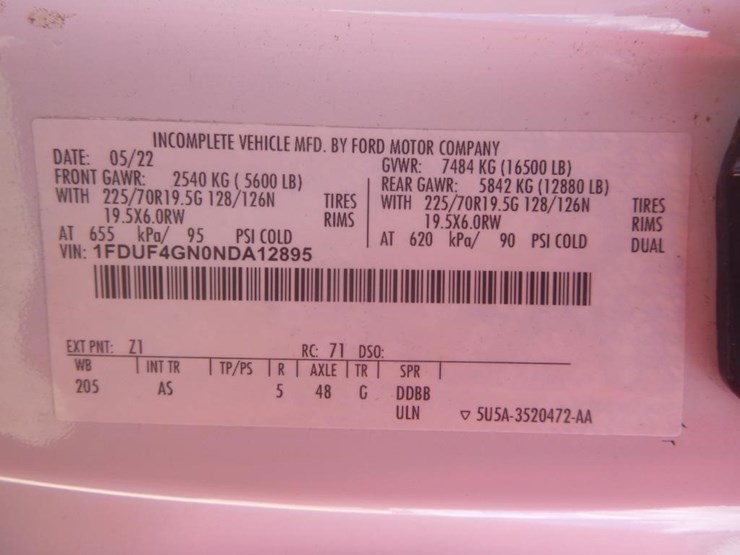 INCOMPLETE VEHICLE MFD. BY FORD MOTOR COMPANY
DATE: 05/22 GVWR: 7484 KG (16500 LB)
FRONT GAWR: 2540 KG ( 5600 LB) REAR GAWR: 5842 KG (12880 LB)
WITH 225/70R19.5G 128/126N TIRES WITH 225/70R19.5G 128/126N TIRES
19.5X6.0RW RIMS 19.5X6.0RW RIMS
AT 655 kPa/ 95 PSI COLD AT 620 kPa/ 90 PSI COLD DUAL
VIN: 1FDUF4GN0NDA12895
EXT PNT: Z1 RC: 71 DSO:
WB INT TR TP/PS R AXLE TR SPR
205 AS 5 48 G DDBB
ULN ▽ 5U5A-3520472-AA